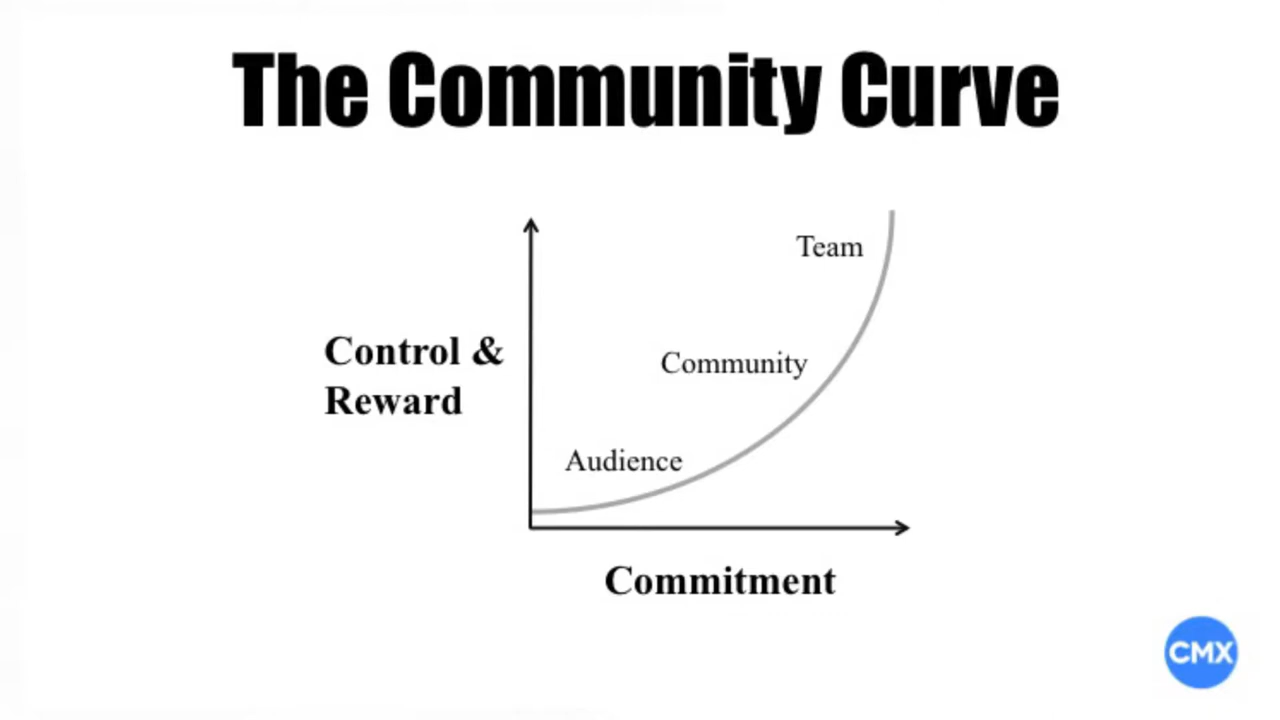 The Community Curve
Team
Control &
Reward
Community
Audience
Commitment
CMX